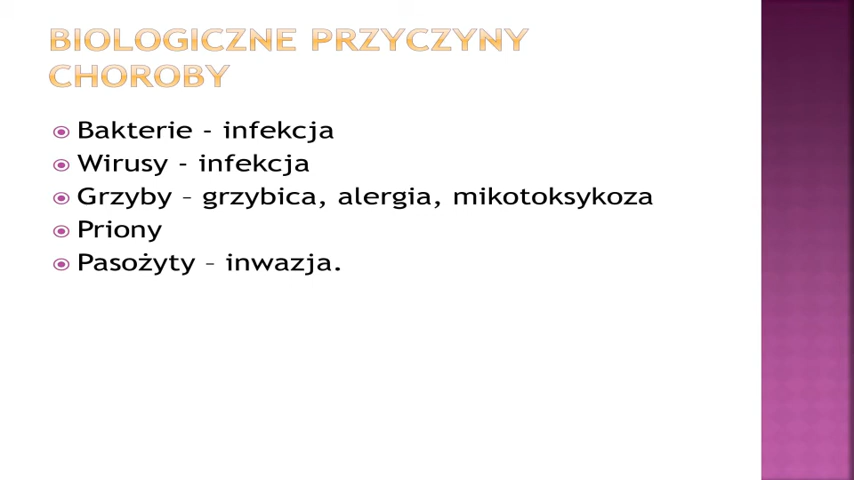 BIOLOGICZNE PRZYCZYNY
CHOROBY
Bakterie - infekcja
Wirusy - infekcja
Grzyby – grzybica, alergia, mikotoksykoza
Priony
Pasożyty – inwazja.